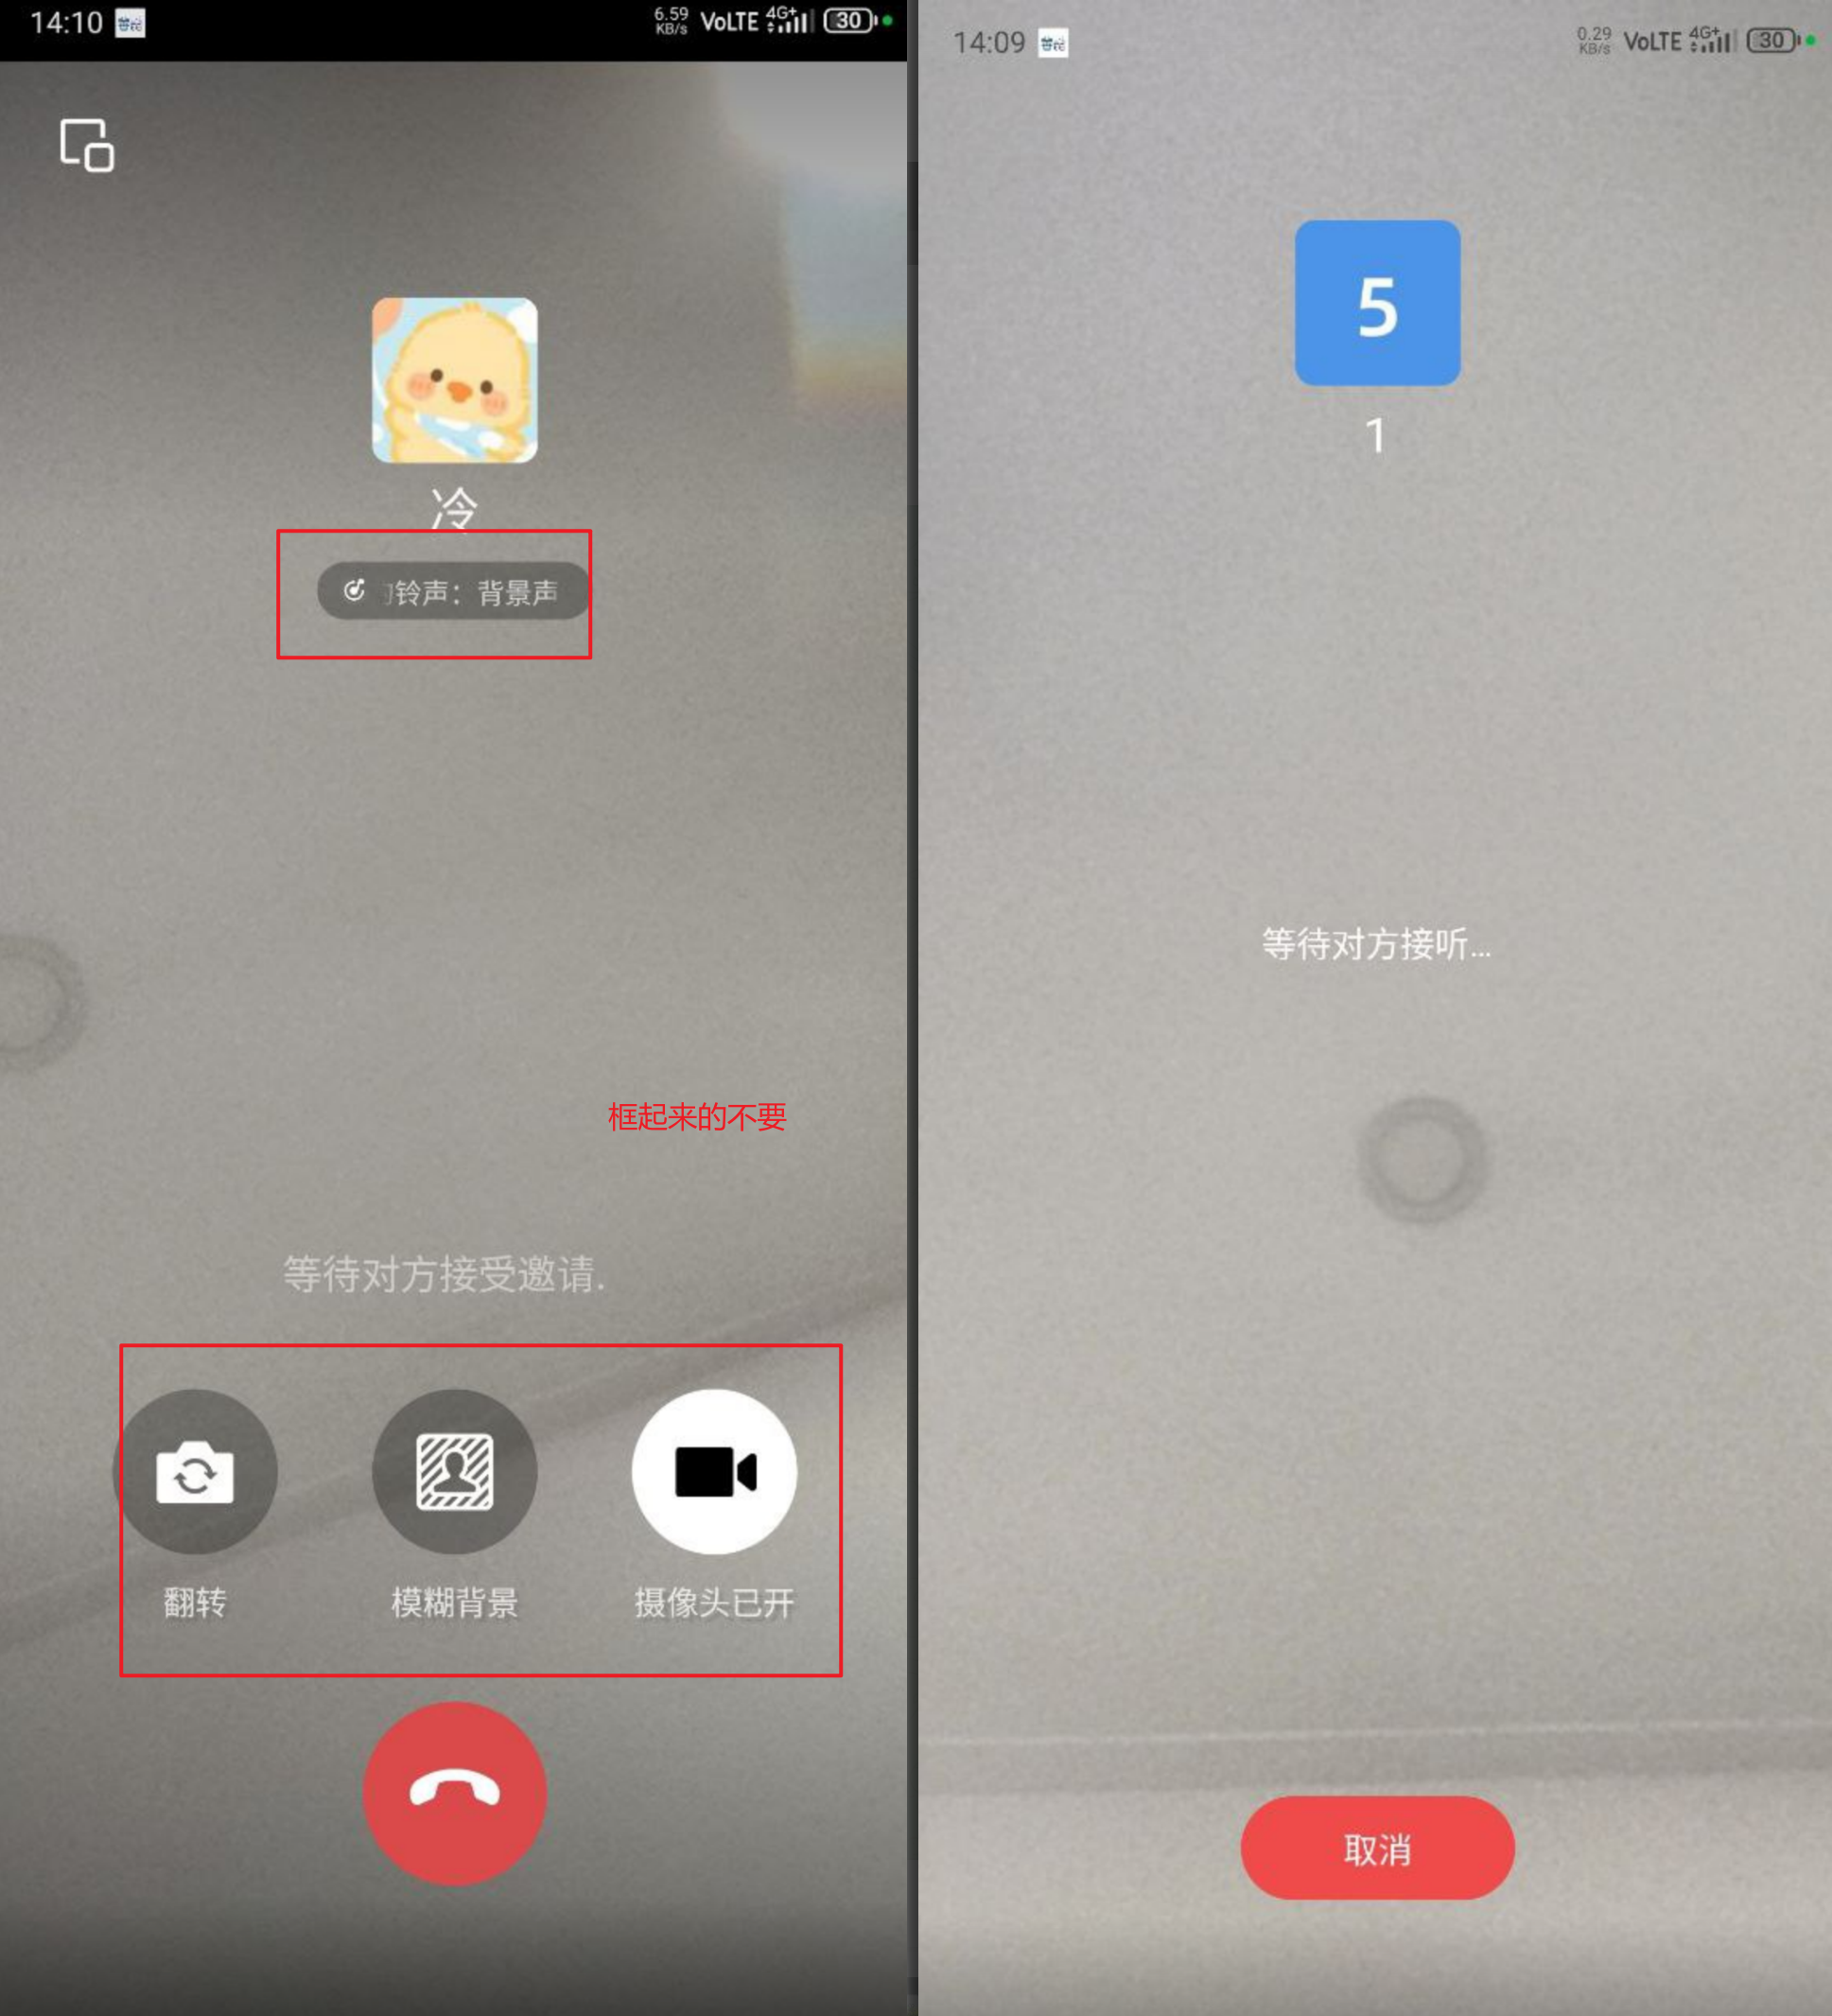 14:10
6.59 KB/s VoLTE 4G+ 30
冷
铃声：背景声
框起来的不要
等待对方接受邀请.
翻转 模糊背景 摄像头已开
14:09
0.29 KB/s VoLTE 4G+ 30
5
1
等待对方接听...
取消